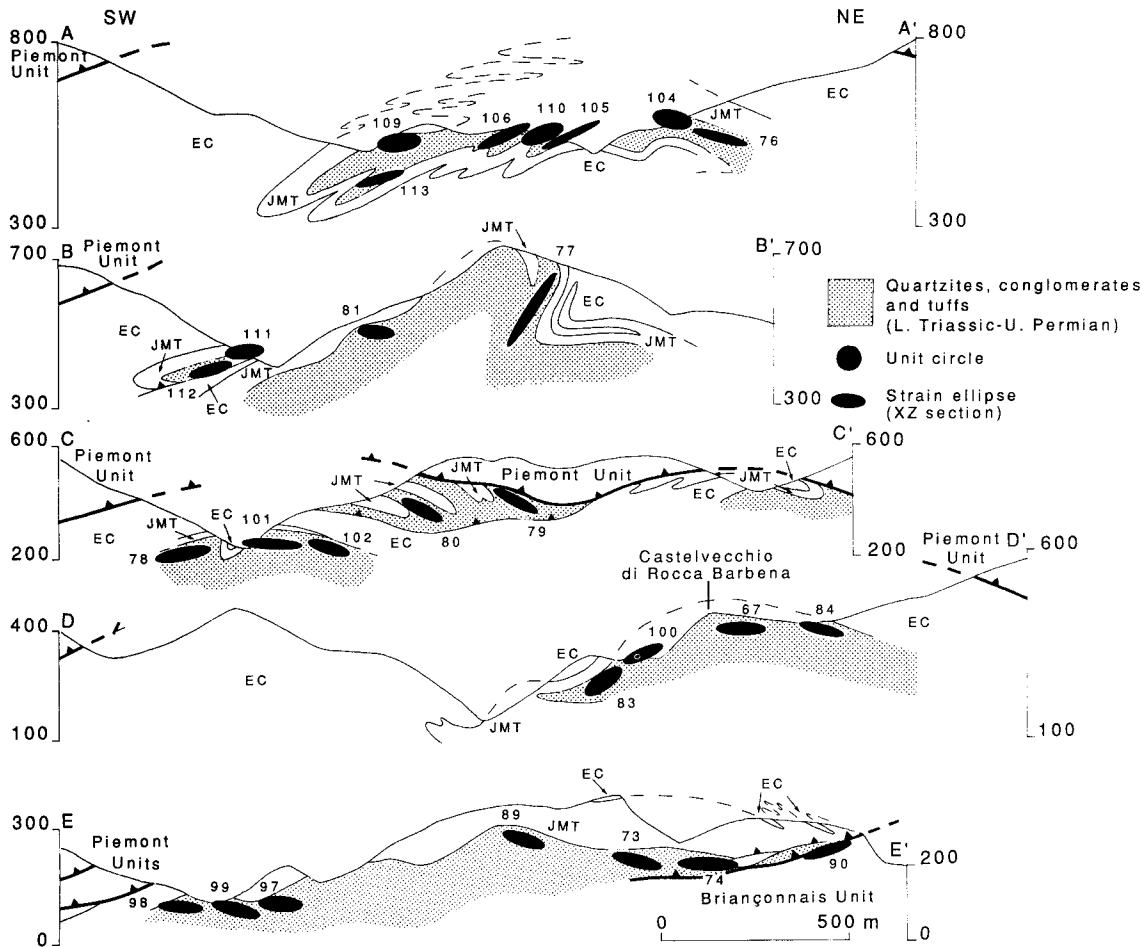 SW
NE
A
A'
800
800
Piemont
Unit
EC
EC
JMT
109
106
110
105
104
76
JMT
113
EC
300
300
B
B'
Piemont
Unit
700
700
JMT
77
81
EC
EC
111
JMT
JMT
112
EC
JMT
300
300
Quartzites, conglomerates
and tuffs
(L. Triassic-U. Permian)
Unit circle
Strain ellipse
(XZ section)
C
C'
600
600
Piemont
Unit
JMT
JMT
Piemont Unit
EC
JMT
EC
JMT
EC
101
102
EC
78
EC
80
79
200
200
Castelvecchio
di Rocca Barbena
Piemont
Unit
D'
600
D
400
67
84
100
EC
EC
EC
83
JMT
100
100
E
EC
EC
300
89
JMT
73
Piemont
Units
E'
200
99
97
98
74
90
Briançonnais Unit
0
0
0
500 m